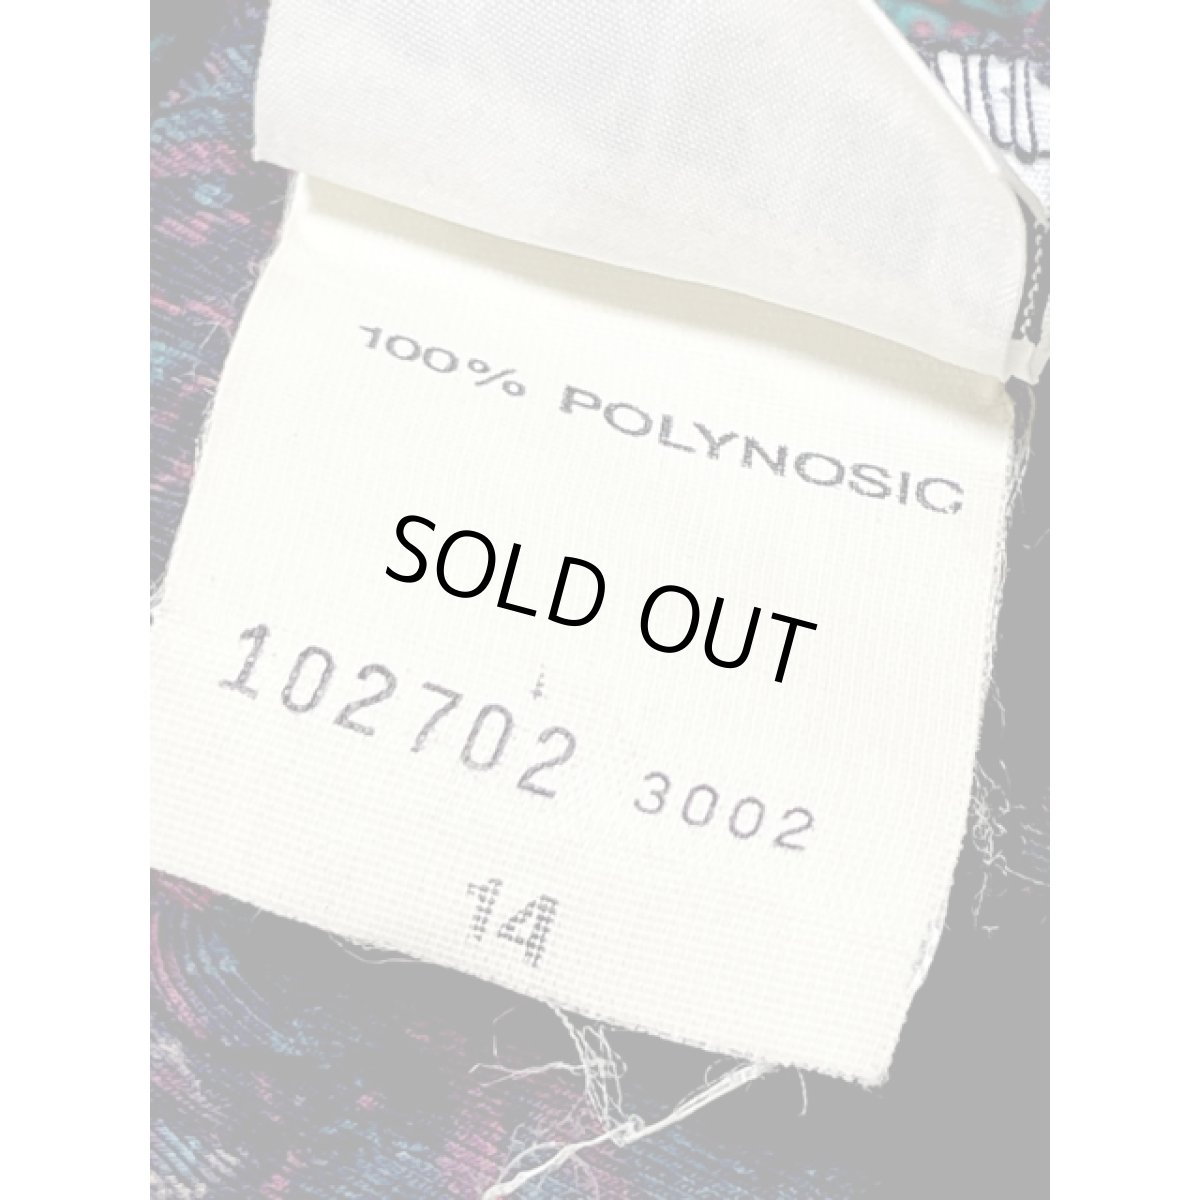 100% POLYNOSIC
SOLD OUT
102702 3002
14